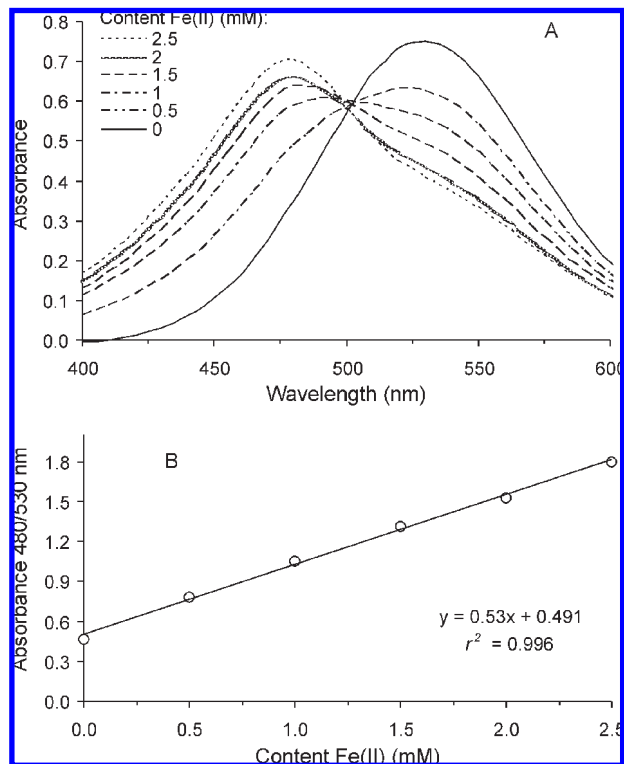 Content Fe(II) (mM):
A
2.5
2
1.5
1
0.5
0
0.8
0.7
0.6
0.5
0.4
0.3
0.2
0.1
0.0
Absorbance
400 450 500 550 600
Wavelength (nm)
B
1.8
1.5
1.2
0.9
0.6
0.3
0.0
Absorbance 480/530 nm
y = 0.53x + 0.491
r² = 0.996
0.0 0.5 1.0 1.5 2.0 2.5
Content Fe(II) (mM)